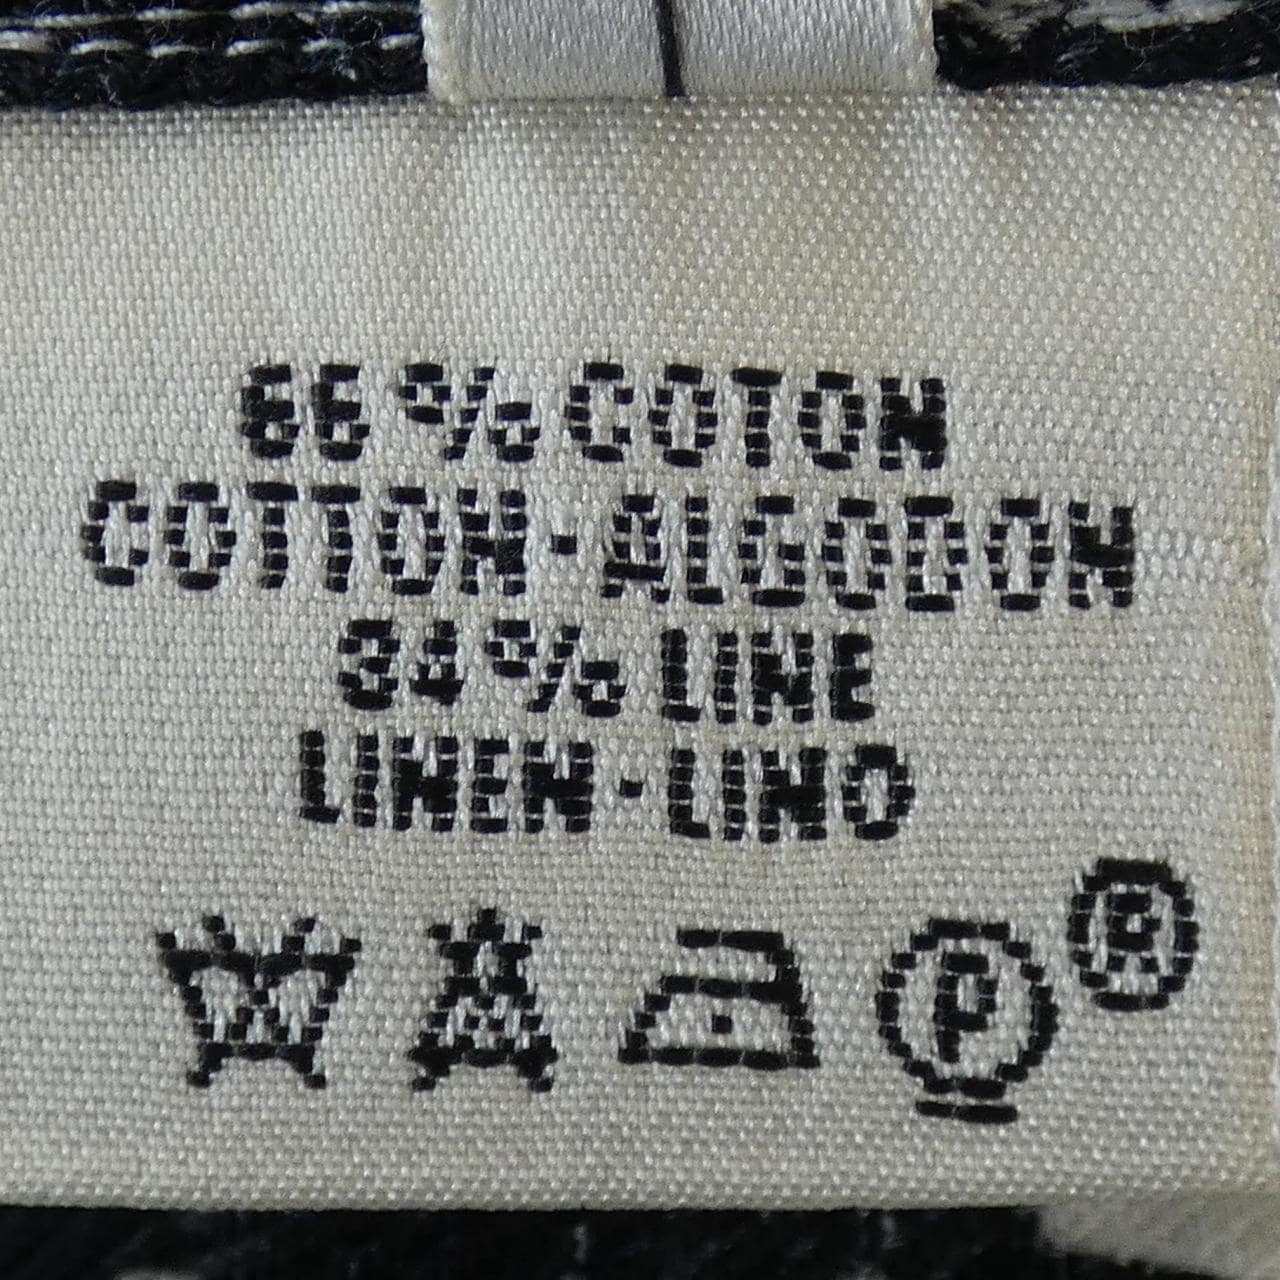 66% COTON
COTTON - ALGODON
34% LINE
LINEN - LINO
A P ®